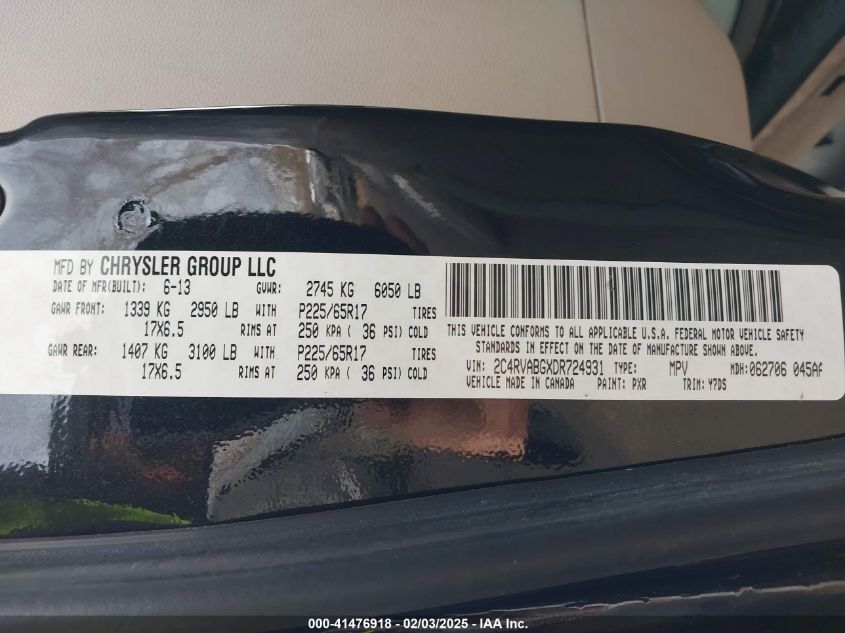 MFD BY CHRYSLER GROUP LLC
DATE OF MFR(BUILT): 6-13 GVWR: 2745 KG 6050 LB
GAWR FRONT: 1339 KG 2950 LB WITH P225/65R17 TIRES
17X6.5 RIMS AT 250 KPA ( 36 PSI) COLD
GAWR REAR: 1407 KG 3100 LB WITH P225/65R17 TIRES
17X6.5 RIMS AT 250 KPA ( 36 PSI) COLD
THIS VEHICLE CONFORMS TO ALL APPLICABLE U.S.A. FEDERAL MOTOR VEHICLE SAFETY
STANDARDS IN EFFECT ON THE DATE OF MANUFACTURE SHOWN ABOVE.
VIN: 2C4RVABGXDR724931 TYPE: MPV MDH: 062706 045AA
VEHICLE MADE IN CANADA PAINT: PXR TRIM: Y7DS
000-41476918 - 02/03/2025 - IAA Inc.